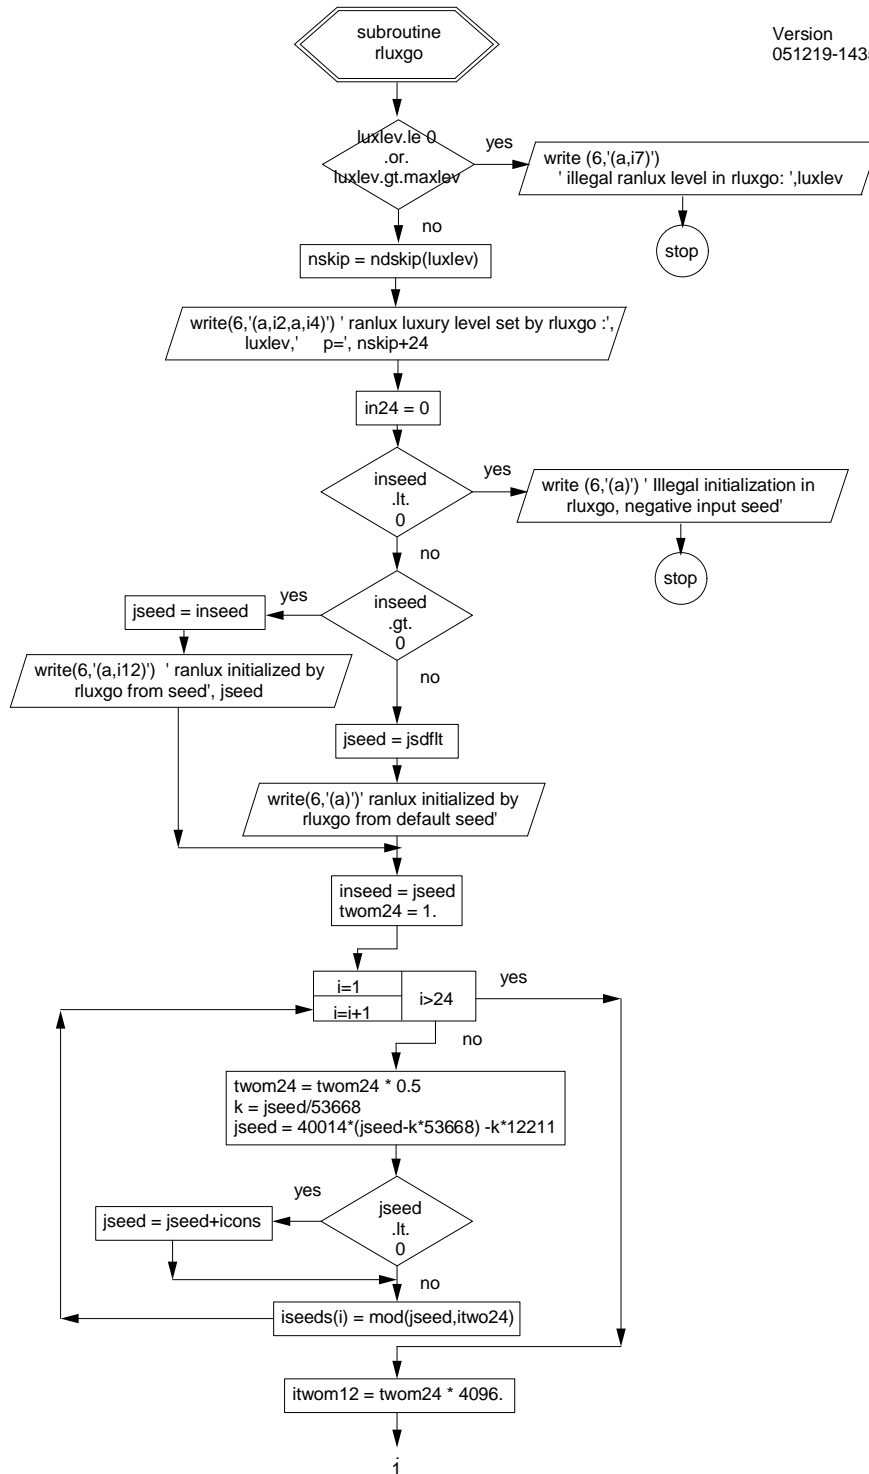 subroutine
rluxgo
Version
051219-1435
luxlev.le 0
.or.
luxlev.gt.maxlev
yes
write (6,'(a,i7)')
' illegal ranlux level in rluxgo: ',luxlev
no
stop
nskip = ndskip(luxlev)
write(6,'(a,i2,a,i4)') ' ranlux luxury level set by rluxgo :',
luxlev,'     p=', nskip+24
in24 = 0
inseed
.lt.
0
yes
write (6,'(a)') ' Illegal initialization in
rluxgo, negative input seed'
no
stop
inseed
.gt.
0
yes
jseed = inseed
write(6,'(a,i12)')  ' ranlux initialized by
rluxgo from seed', jseed
no
jseed = jsdflt
write(6,'(a)')' ranlux initialized by
rluxgo from default seed'
inseed = jseed
twom24 = 1.
i=1
i=i+1
i>24
yes
no
twom24 = twom24 * 0.5
k = jseed/53668
jseed = 40014*(jseed-k*53668) -k*12211
yes
jseed
.lt.
0
jseed = jseed+icons
no
iseeds(i) = mod(jseed,itwo24)
itwom12 = twom24 * 4096.
1